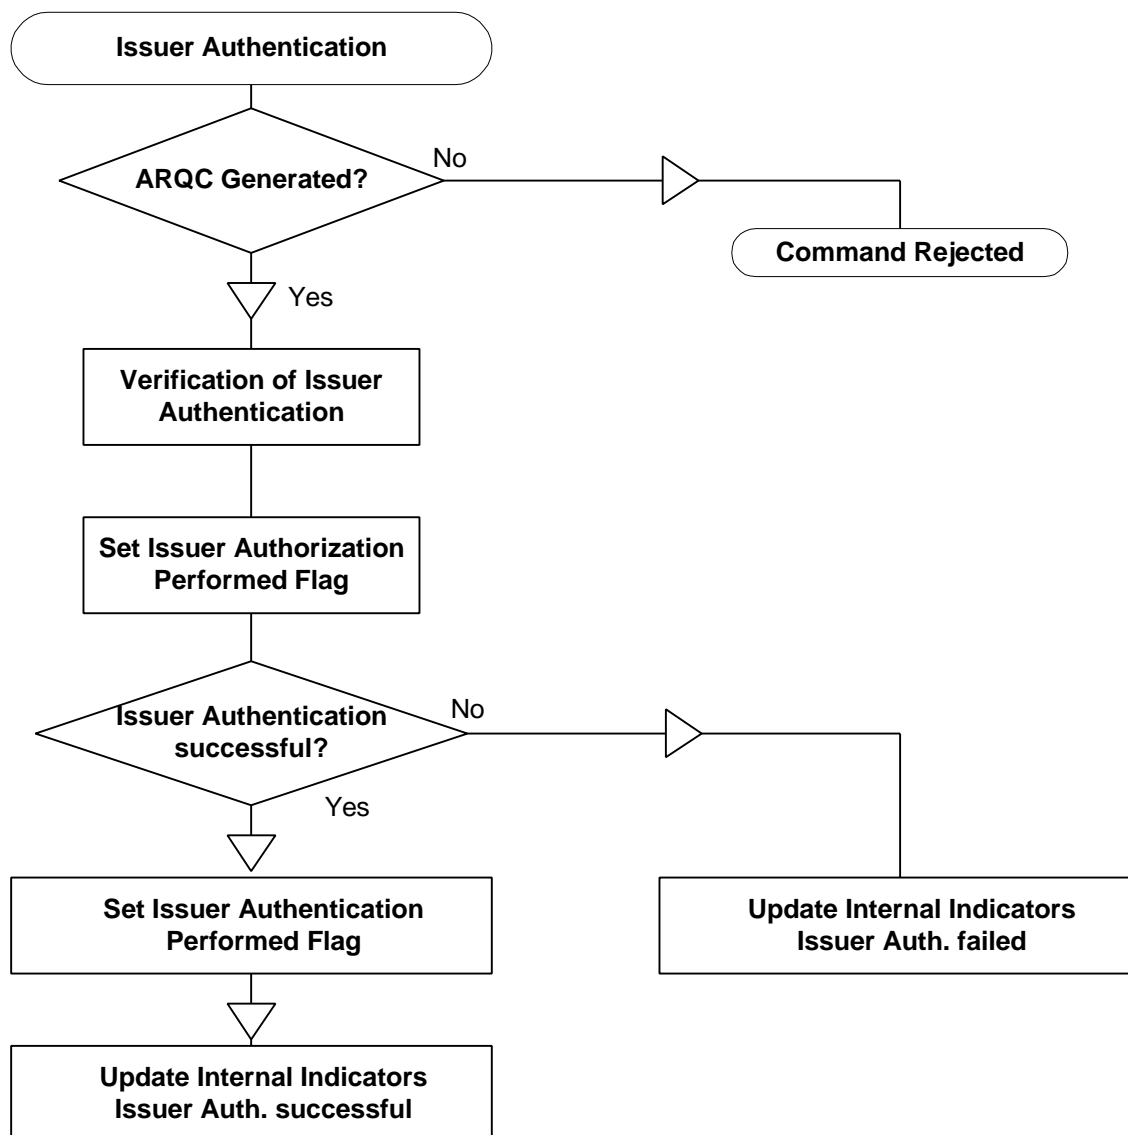 Issuer Authentication
ARQC Generated?
No
Command Rejected
Yes
Verification of Issuer
Authentication
Set Issuer Authorization
Performed Flag
Issuer Authentication
successful?
No
Yes
Set Issuer Authentication
Performed Flag
Update Internal Indicators
Issuer Auth. failed
Update Internal Indicators
Issuer Auth. successful